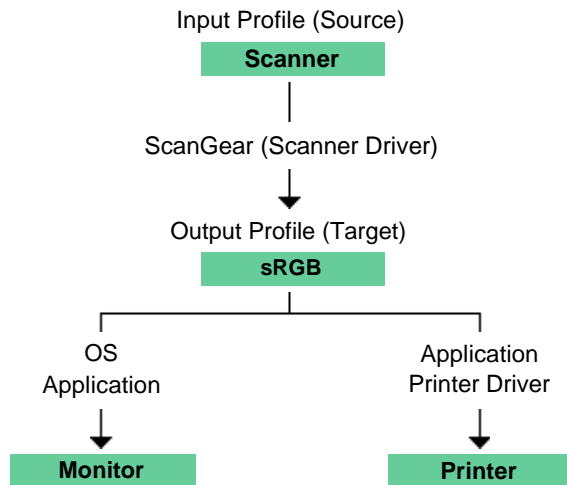 Input Profile (Source)
Scanner
ScanGear (Scanner Driver)
Output Profile (Target)
sRGB
OS
Application
Application
Printer Driver
Monitor
Printer